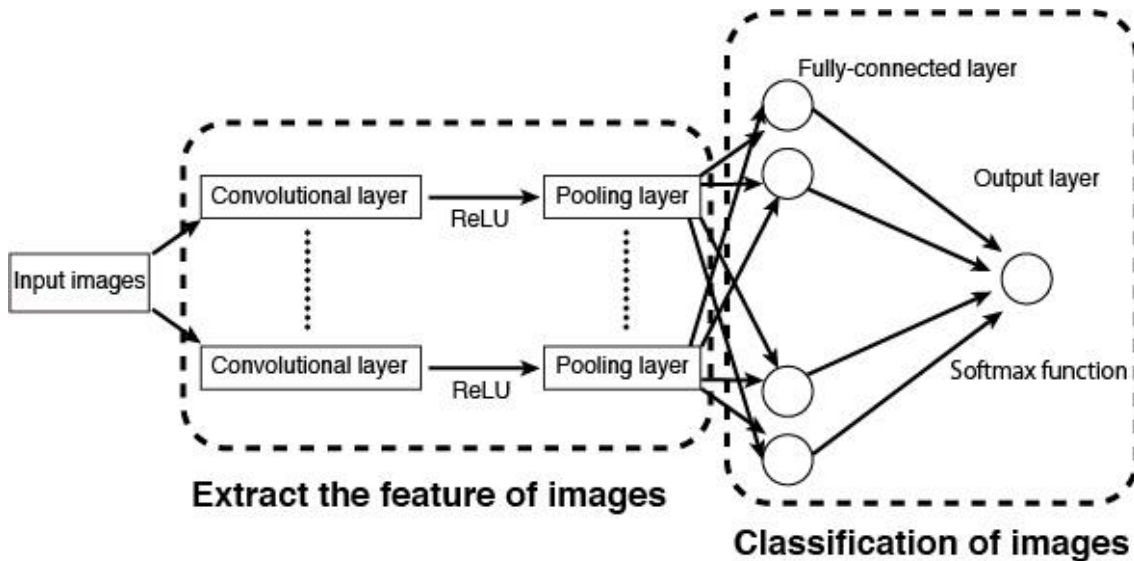 Fully-connected layer
Convolutional layer
ReLU
Pooling layer
Output layer
Input images
Convolutional layer
ReLU
Pooling layer
Softmax function
Extract the feature of images
Classification of images